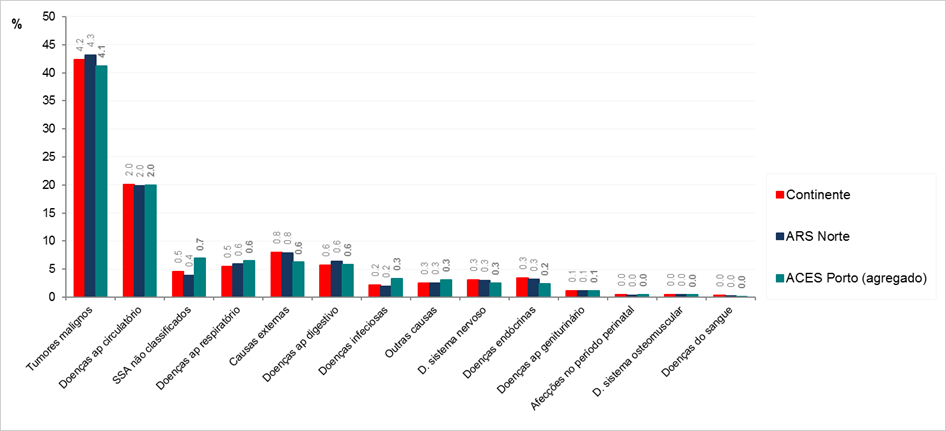 %
50
45
40
35
30
25
20
15
10
5
0
4.2 4.3 4.1
2.0 2.0 2.0
0.5 0.4 0.7
0.5 0.6 0.6
0.8 0.8 0.6
0.6 0.6 0.6
0.2 0.2 0.3
0.3 0.3 0.3
0.3 0.3 0.3
0.3 0.3 0.2
0.1 0.1 0.1
0.0 0.0 0.0
0.0 0.0 0.0
0.0 0.0 0.0
Tumores malignos
Doenças ap circulatório
SSA não classificados
Doenças ap respiratório
Causas externas
Doenças ap digestivo
Doenças infeciosas
Outras causas
D. sistema nervoso
Doenças endócrinas
Doenças ap geniturinário
Afecções no período perinatal
D. sistema osteomuscular
Doenças do sangue
Continente
ARS Norte
ACES Porto (agregado)